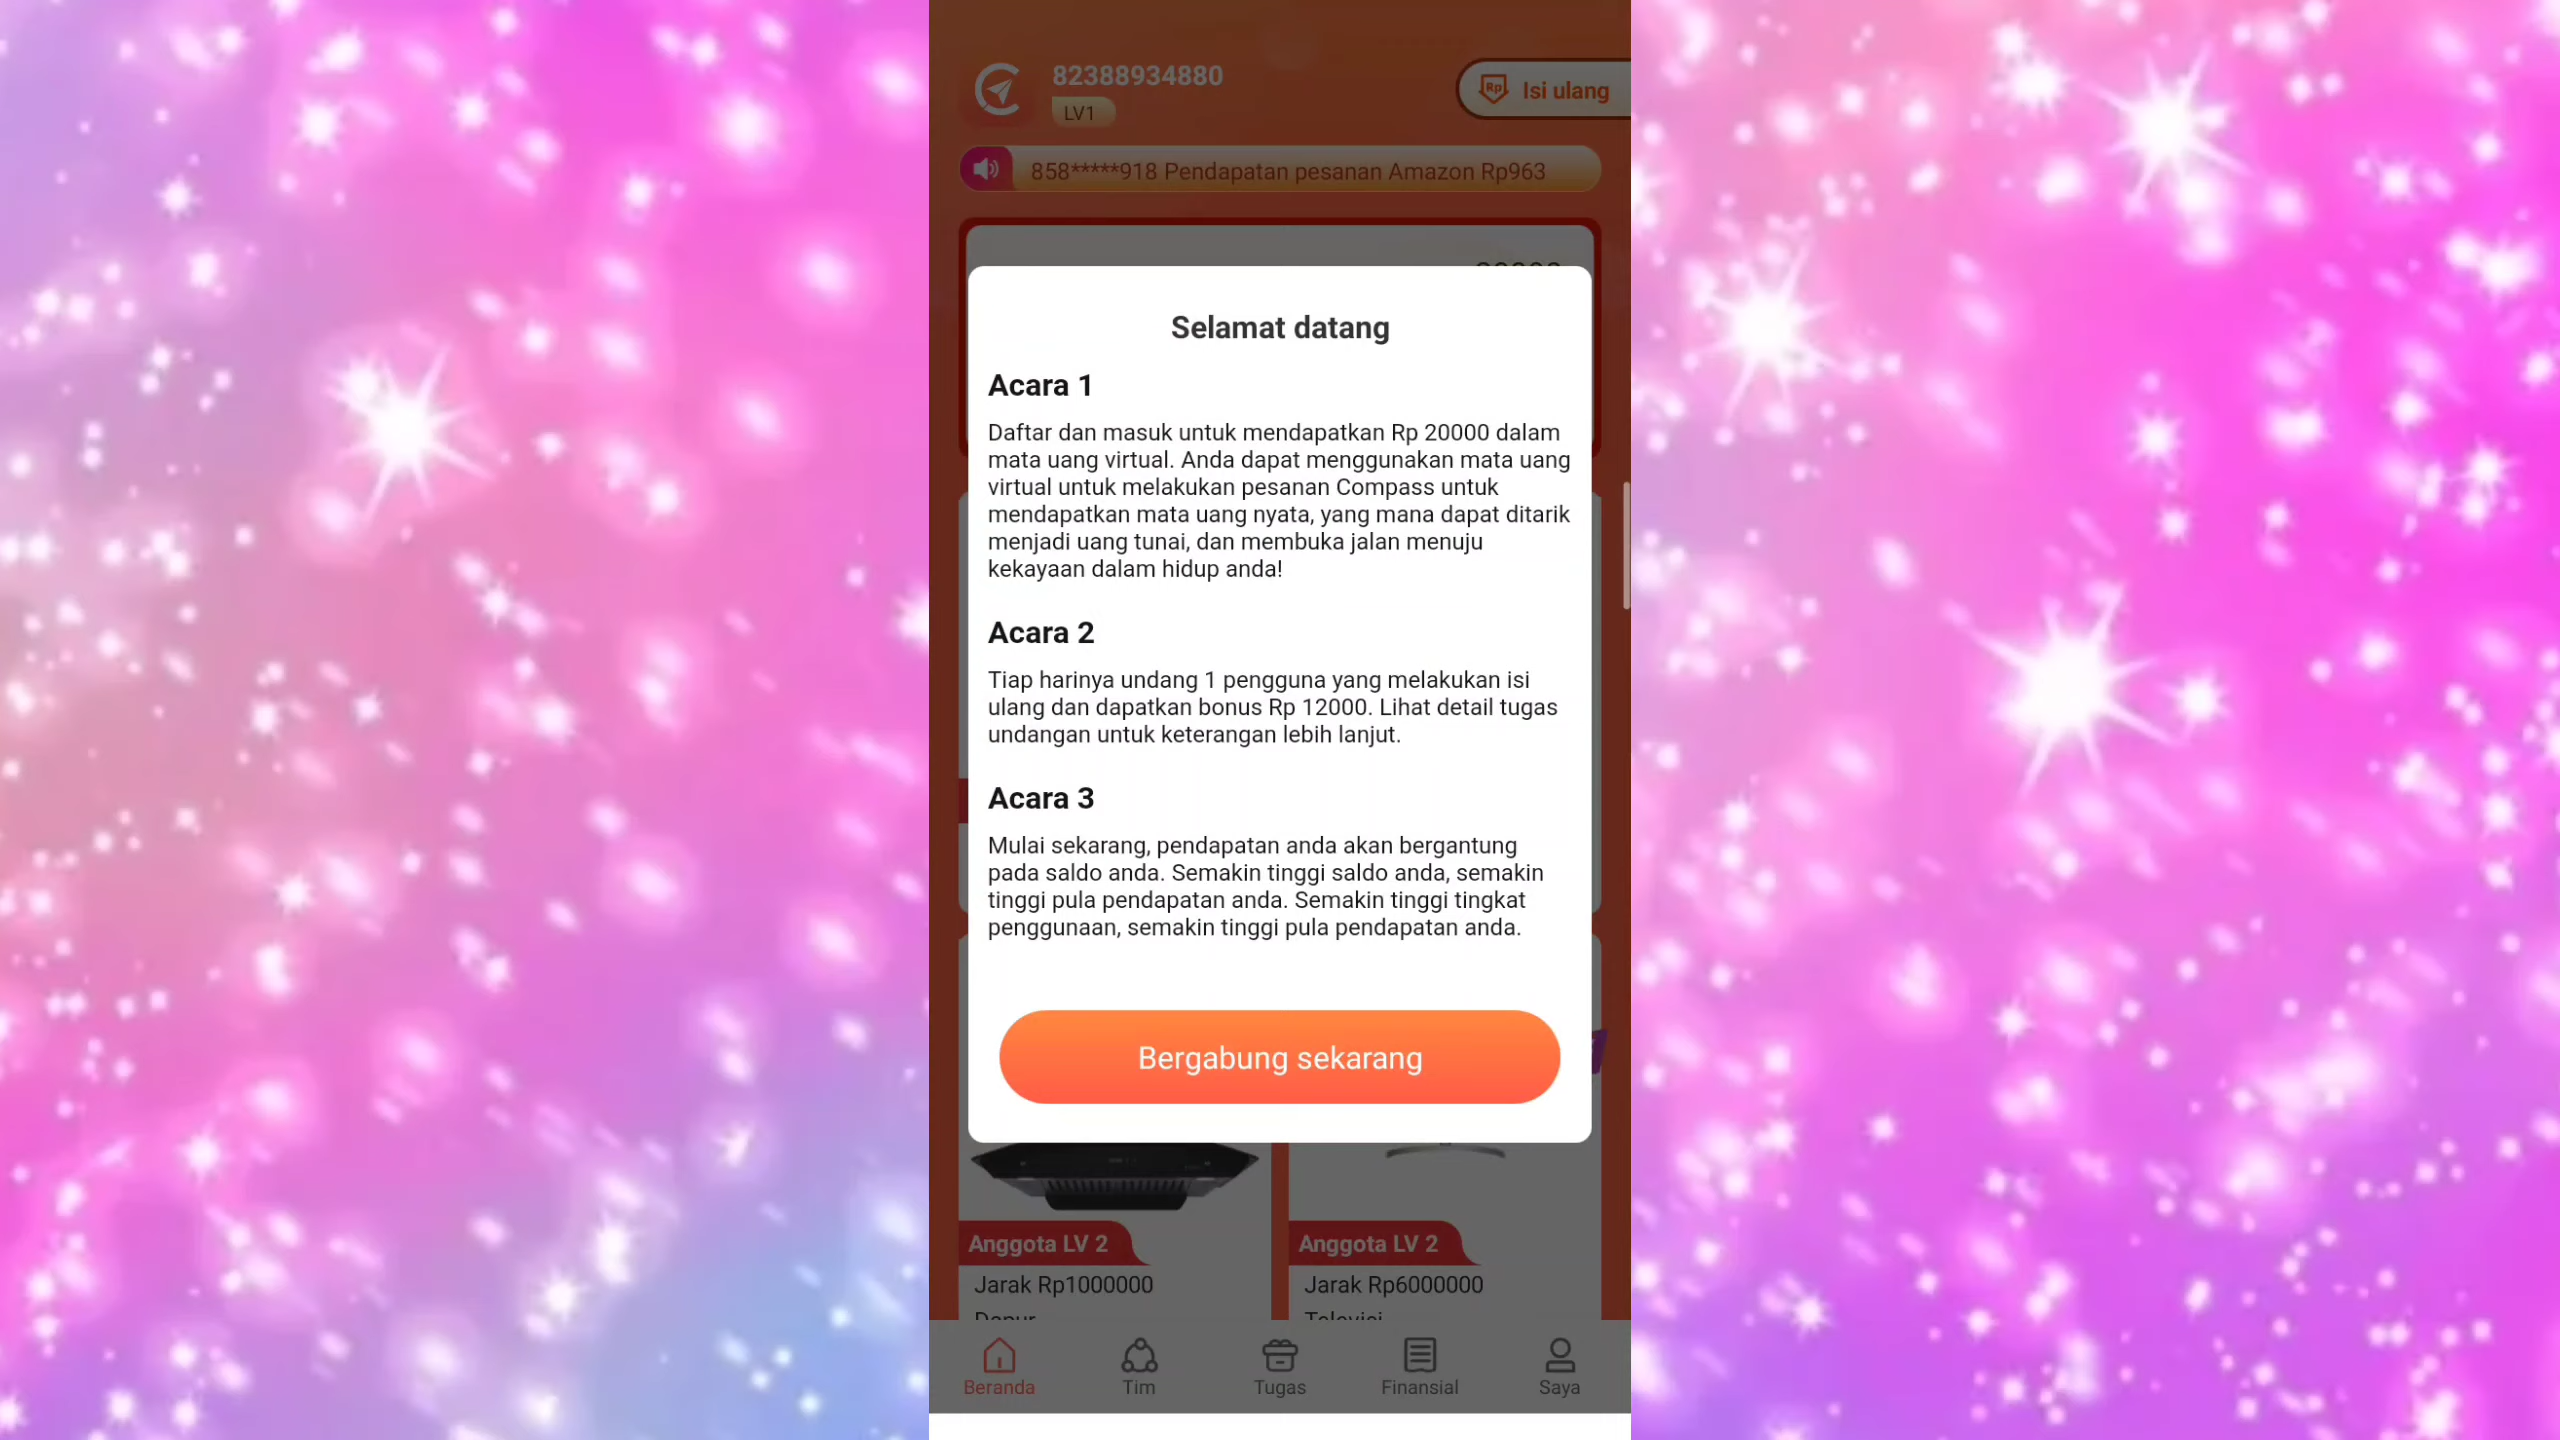 82388934880
LV1
Isi ulang
858*****918 Pendapatan pesanan Amazon Rp963
Selamat datang
Acara 1
Daftar dan masuk untuk mendapatkan Rp 20000 dalam
mata uang virtual. Anda dapat menggunakan mata uang
virtual untuk melakukan pesanan Compass untuk
mendapatkan mata uang nyata, yang mana dapat ditarik
menjadi uang tunai, dan membuka jalan menuju
kekayaan dalam hidup anda!
Acara 2
Tiap harinya undang 1 pengguna yang melakukan isi
ulang dan dapatkan bonus Rp 12000. Lihat detail tugas
undangan untuk keterangan lebih lanjut.
Acara 3
Mulai sekarang, pendapatan anda akan bergantung
pada saldo anda. Semakin tinggi saldo anda, semakin
tinggi pula pendapatan anda. Semakin tinggi tingkat
penggunaan, semakin tinggi pula pendapatan anda.
Bergabung sekarang
Anggota LV 2
Jarak Rp1000000
Dapur
Anggota LV 2
Jarak Rp6000000
Televisi
Beranda
Tim
Tugas
Finansial
Saya